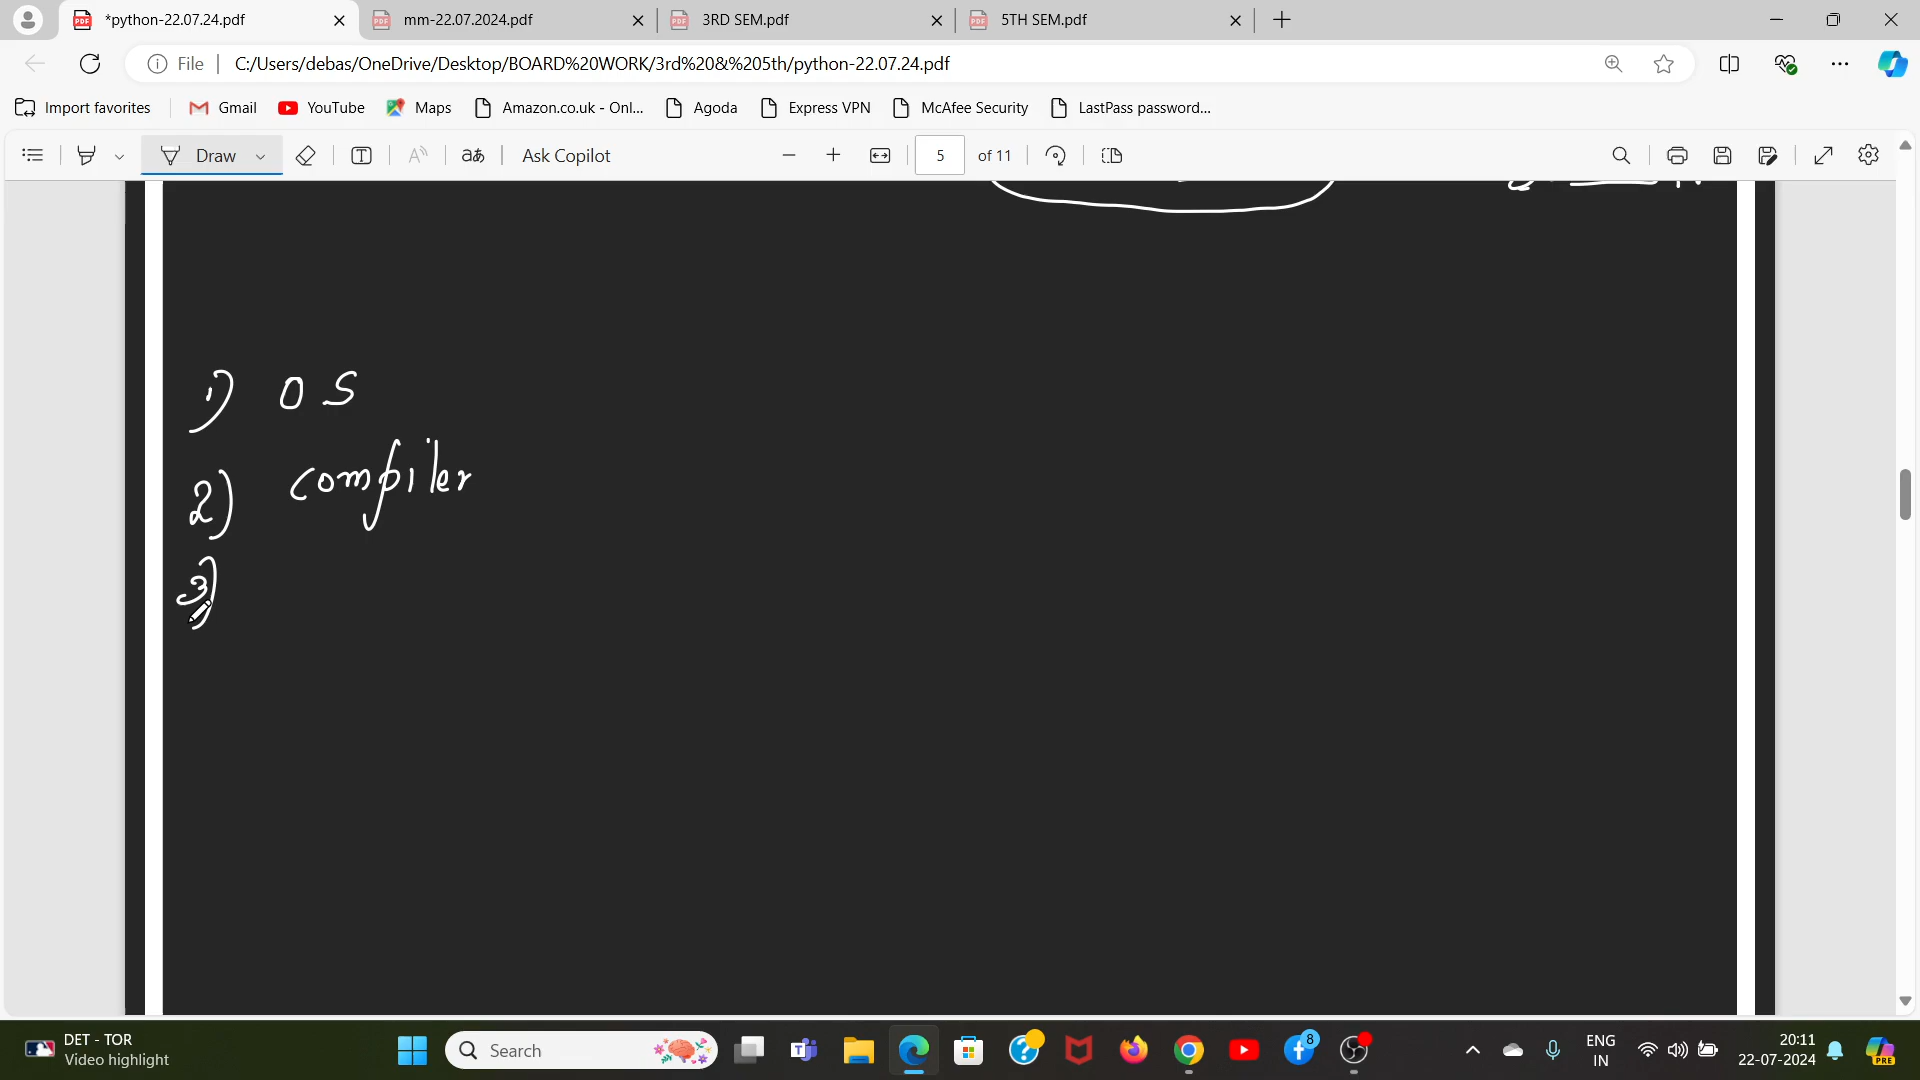 *python-22.07.24.pdf
mm-22.07.2024.pdf
3RD SEM.pdf
5TH SEM.pdf
File
C:/Users/debas/OneDrive/Desktop/BOARD%20WORK/3rd%20&%205th/python-22.07.24.pdf
Import favorites
Gmail
YouTube
Maps
Amazon.co.uk - Onl...
Agoda
Express VPN
McAfee Security
LastPass password...
Draw
Ask Copilot
5 of 11
1) OS
2) compiler
3)
DET - TOR
Video highlight
Search
8
ENG
IN
20:11
22-07-2024
PRE